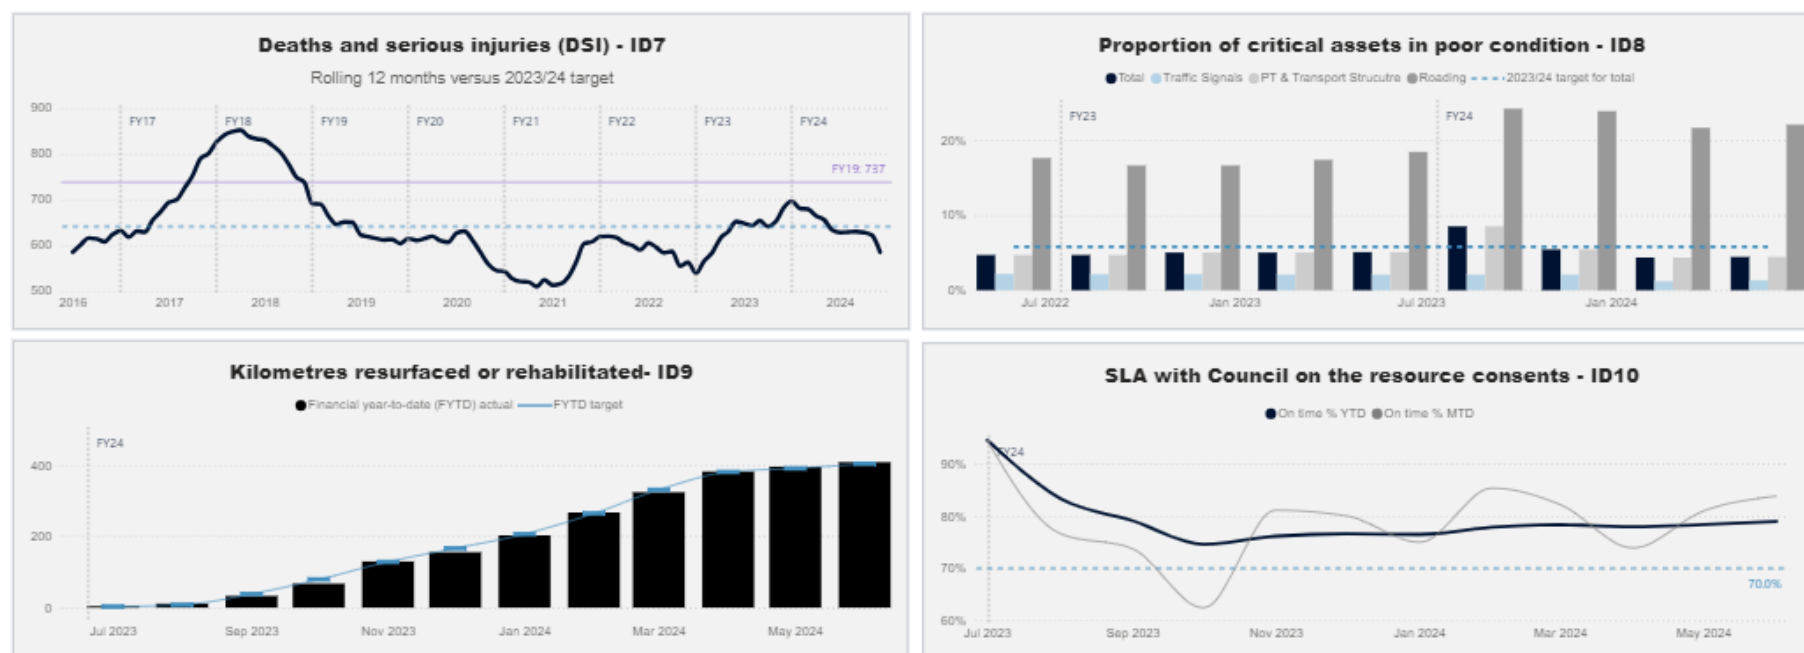 Deaths and serious injuries (DSI) - ID7
Rolling 12 months versus 2023/24 target
900
800
700
600
500
FY17
FY18
FY19
FY20
FY21
FY22
FY23
FY24
FY19: 737
2016
2017
2018
2019
2020
2021
2022
2023
2024
Proportion of critical assets in poor condition - ID8
Total Traffic Signals PT & Transport Strucutre Roading 2023/24 target for total
FY23
FY24
20%
10%
0%
Jul 2022
Jan 2023
Jul 2023
Jan 2024
Kilometres resurfaced or rehabilitated- ID9
Financial year-to-date (FYTD) actual FYTD target
FY24
400
200
0
Jul 2023
Sep 2023
Nov 2023
Jan 2024
Mar 2024
May 2024
SLA with Council on the resource consents - ID10
On time % YTD On time % MTD
FY24
90%
80%
70%
60%
70.0%
Jul 2023
Sep 2023
Nov 2023
Jan 2024
Mar 2024
May 2024